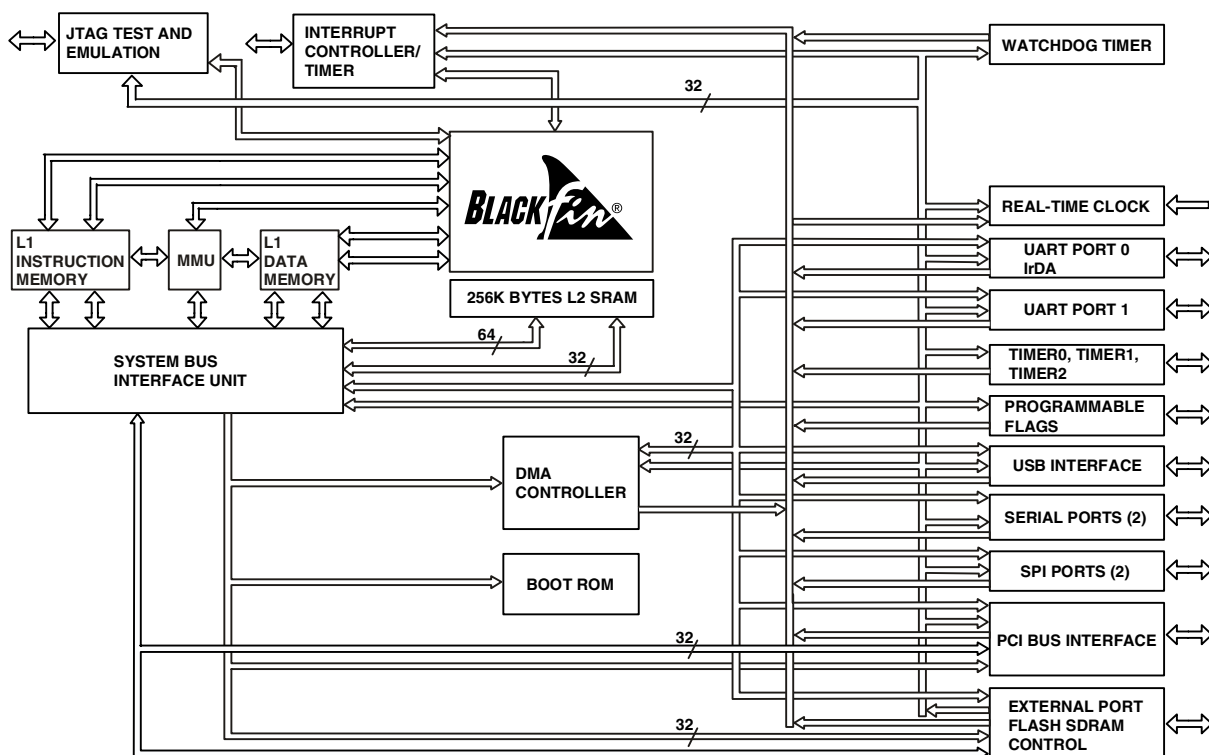 JTAG TEST AND
EMULATION
INTERRUPT
CONTROLLER/
TIMER
WATCHDOG TIMER
32
BLACKfin®
REAL-TIME CLOCK
L1
INSTRUCTION
MEMORY
MMU
L1
DATA
MEMORY
UART PORT 0
IrDA
256K BYTES L2 SRAM
UART PORT 1
64
32
SYSTEM BUS
INTERFACE UNIT
TIMER0, TIMER1,
TIMER2
PROGRAMMABLE
FLAGS
32
DMA
CONTROLLER
USB INTERFACE
SERIAL PORTS (2)
BOOT ROM
SPI PORTS (2)
32
PCI BUS INTERFACE
32
EXTERNAL PORT
FLASH SDRAM
CONTROL